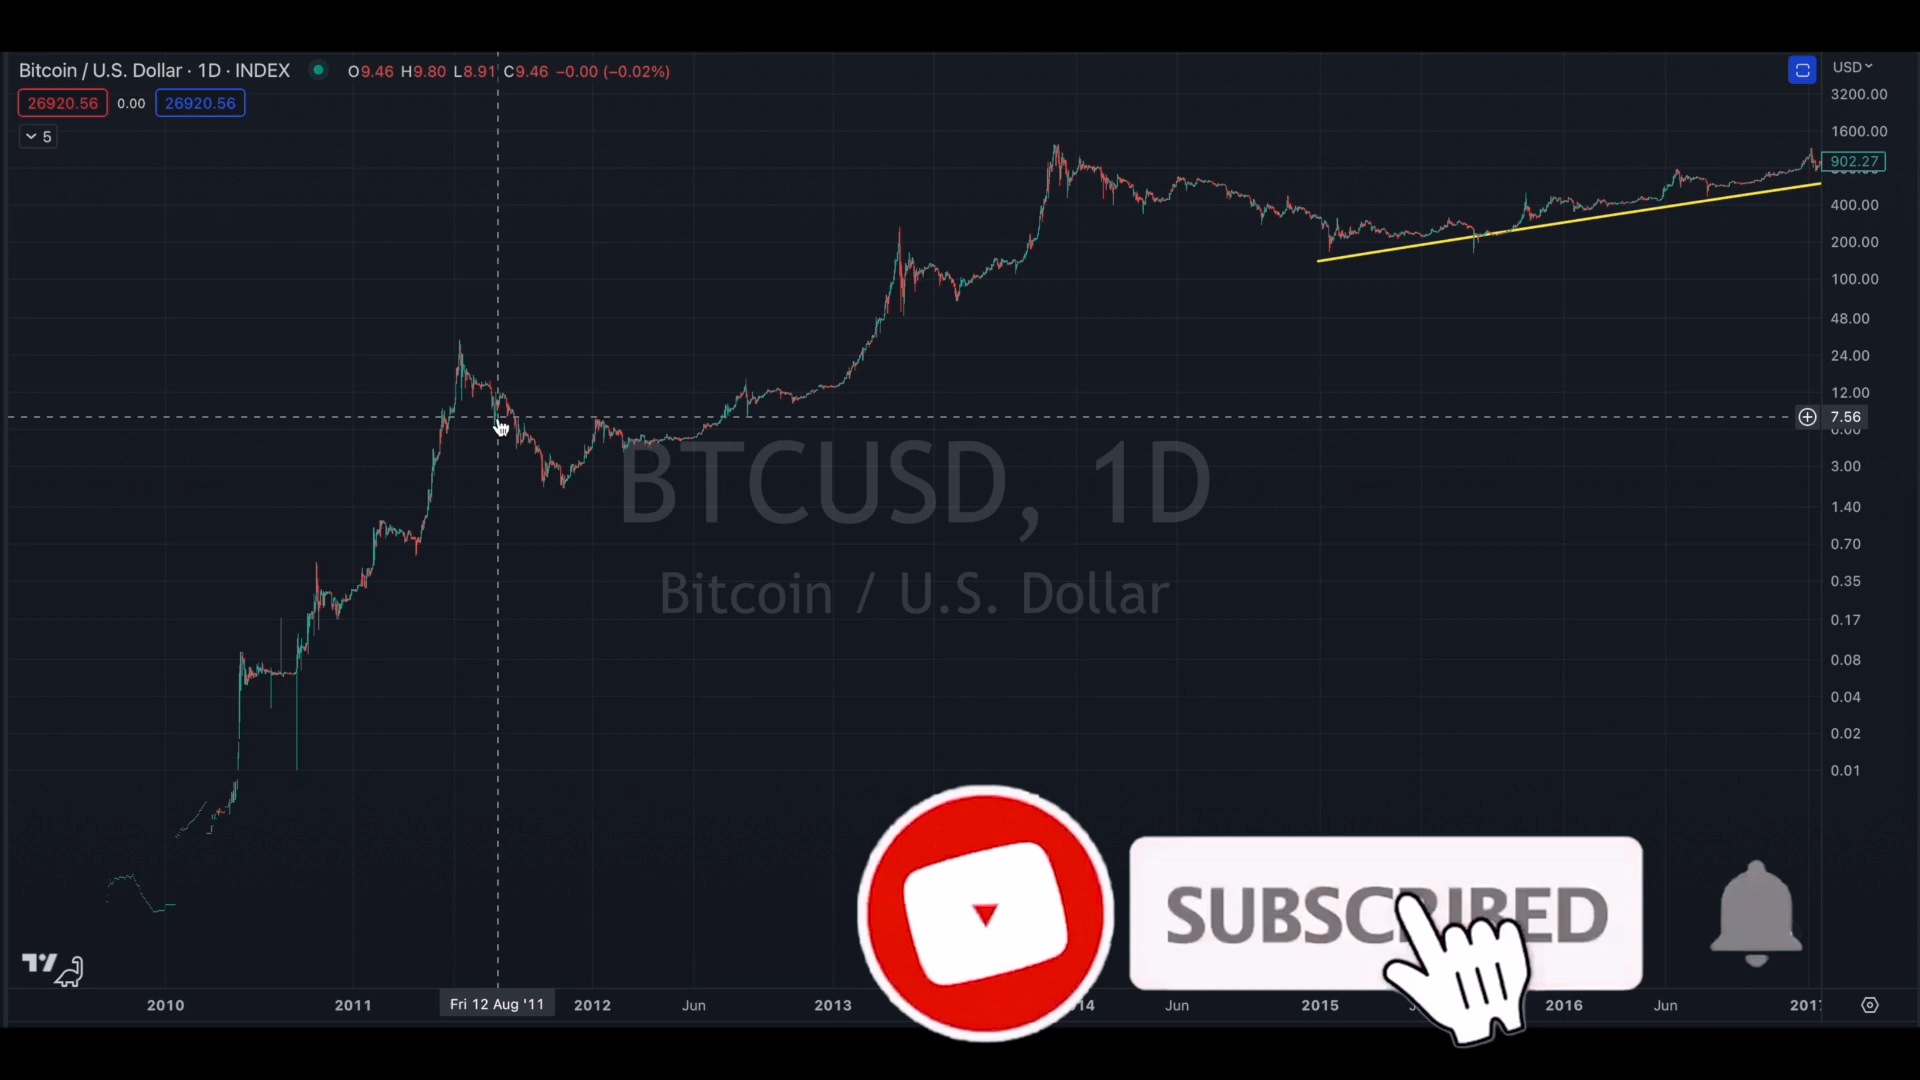 Bitcoin / U.S. Dollar · 1D · INDEX O9.46 H9.80 L8.91 C9.46 −0.00 (−0.02%)
26920.56 0.00 26920.56
5
USD
3200.00
1600.00
902.27
400.00
200.00
100.00
48.00
24.00
12.00
7.56
3.00
1.40
0.70
0.35
0.17
0.08
0.04
0.02
0.01
BTCUSD, 1D
Bitcoin / U.S. Dollar
SUBSCRIBED
2010 2011 Fri 12 Aug '11 2012 Jun 2013 Jun 2015 2016 Jun